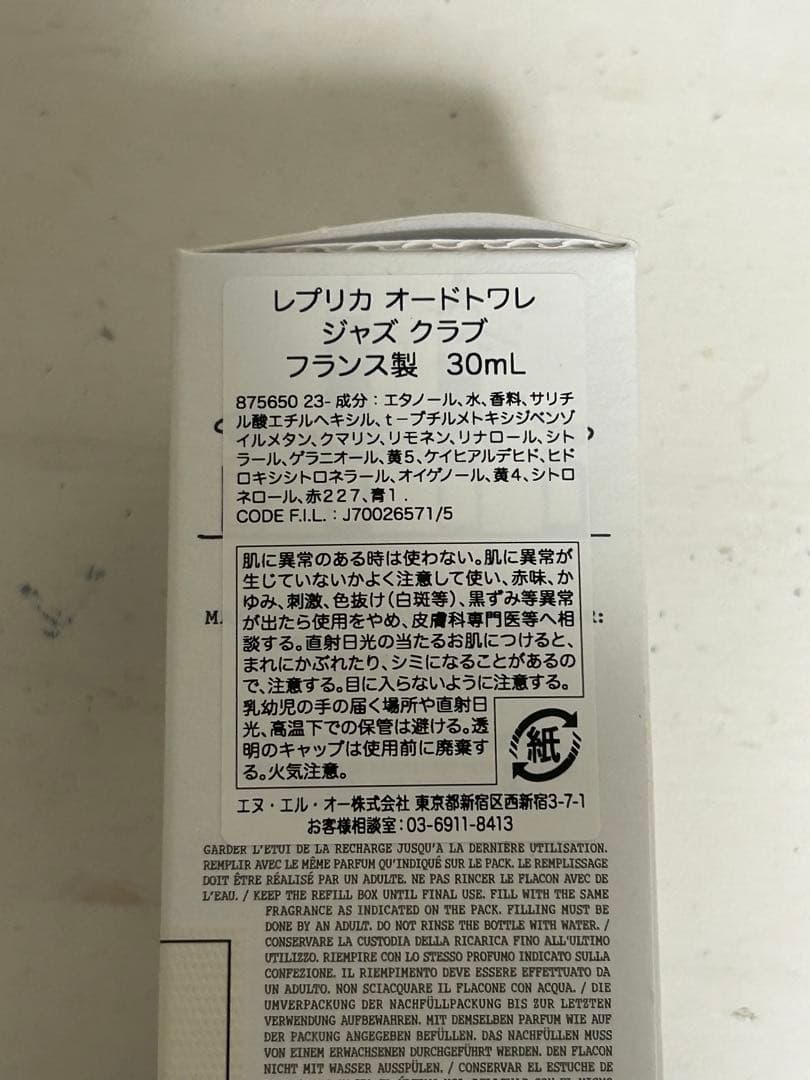 レプリカ オードトワレ
ジャズ クラブ
フランス製 30mL
875650 23- 成分：エタノール、水、香料、サリチ
ル酸エチルヘキシル、t－ブチルメトキシジベンゾ
イルメタン、クマリン、リモネン、リナロール、シト
ラール、ゲラニオール、黄5、ケイヒアルデヒド、ヒド
ロキシシトロネラール、オイゲノール、黄4、シトロ
ネロール、赤227、青1．
CODE F.I.L.：J70026571/5
肌に異常のある時は使わない。肌に異常が
生じていないかよく注意して使い、赤味、か
ゆみ、刺激、色抜け（白斑等）、黒ずみ等異常
が出たら使用をやめ、皮膚科専門医等へ相
談する。直射日光の当たるお肌につけると、
まれにかぶれたり、シミになることがあるの
で、注意する。目に入らないように注意する。
乳幼児の手の届く場所や直射日
光、高温下での保管は避ける。透
明のキャップは使用前に廃棄す
る。火気注意。
紙
エヌ・エル・オー株式会社 東京都新宿区西新宿3-7-1
お客様相談室：03-6911-8413
GARDER L'ETUI DE LA RECHARGE JUSQU'A LA DERNIÈRE UTILISATION.
REMPLIR AVEC LE MÊME PARFUM QU'INDIQUÉ SUR LE PACK. LE REMPLISSAGE
DOIT ÊTRE RÉALISÉ PAR UN ADULTE. NE PAS RINCER LE FLACON AVEC DE
L'EAU. / KEEP THE REFILL BOX UNTIL FINAL USE. FILL WITH THE SAME
FRAGRANCE AS INDICATED ON THE PACK. FILLING MUST BE
DONE BY AN ADULT. DO NOT RINSE THE BOTTLE WITH WATER. /
CONSERVARE LA CUSTODIA DELLA RICARICA FINO ALL'ULTIMO
UTILIZZO. RIEMPIRE CON LO STESSO PROFUMO INDICATO SULLA
CONFEZIONE. IL RIEMPIMENTO DEVE ESSERE EFFETTUATO DA
UN ADULTO. NON SCIACQUARE IL FLACONE CON ACQUA. / DIE
UMVERPACKUNG DER NACHFÜLLPACKUNG BIS ZUR LETZTEN
VERWENDUNG AUFBEWAHREN. MIT DEMSELBEN PARFUM WIE AUF
DER PACKUNG ANGEGEBEN BEFÜLLEN. DAS NACHFÜLLEN MUSS
VON EINEM ERWACHSENEN DURCHGEFÜHRT WERDEN. DEN FLACON
NICHT MIT WASSER AUSSPÜLEN. / CONSERVAR EL ESTUCHE DE